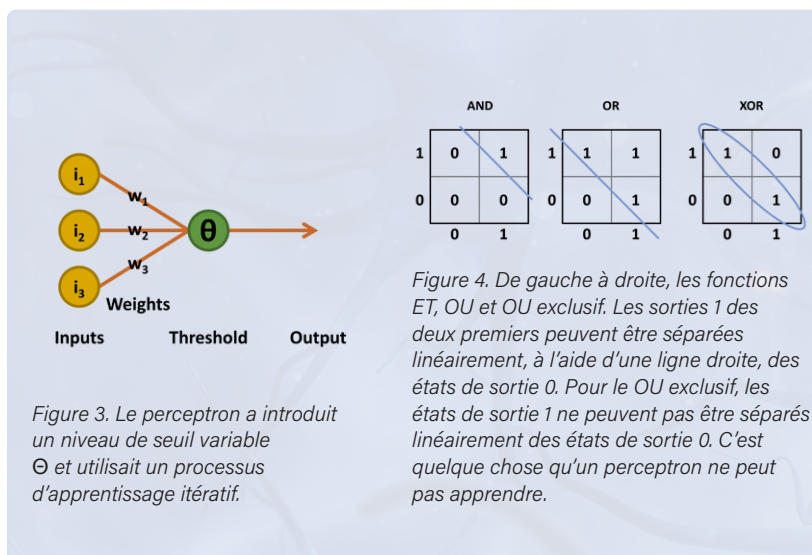 i1
i2
i3
w1
w2
w3
θ
Weights
Inputs Threshold Output
Figure 3. Le perceptron a introduit
un niveau de seuil variable
Θ et utilisait un processus
d'apprentissage itératif.
AND OR XOR
1 0 1 1 1 1 1 1 0
0 0 0 0 0 1 0 0 1
0 1 0 1 0 1
Figure 4. De gauche à droite, les fonctions
ET, OU et OU exclusif. Les sorties 1 des
deux premiers peuvent être séparées
linéairement, à l'aide d'une ligne droite, des
états de sortie 0. Pour le OU exclusif, les
états de sortie 1 ne peuvent pas être séparés
linéairement des états de sortie 0. C'est
quelque chose qu'un perceptron ne peut
pas apprendre.